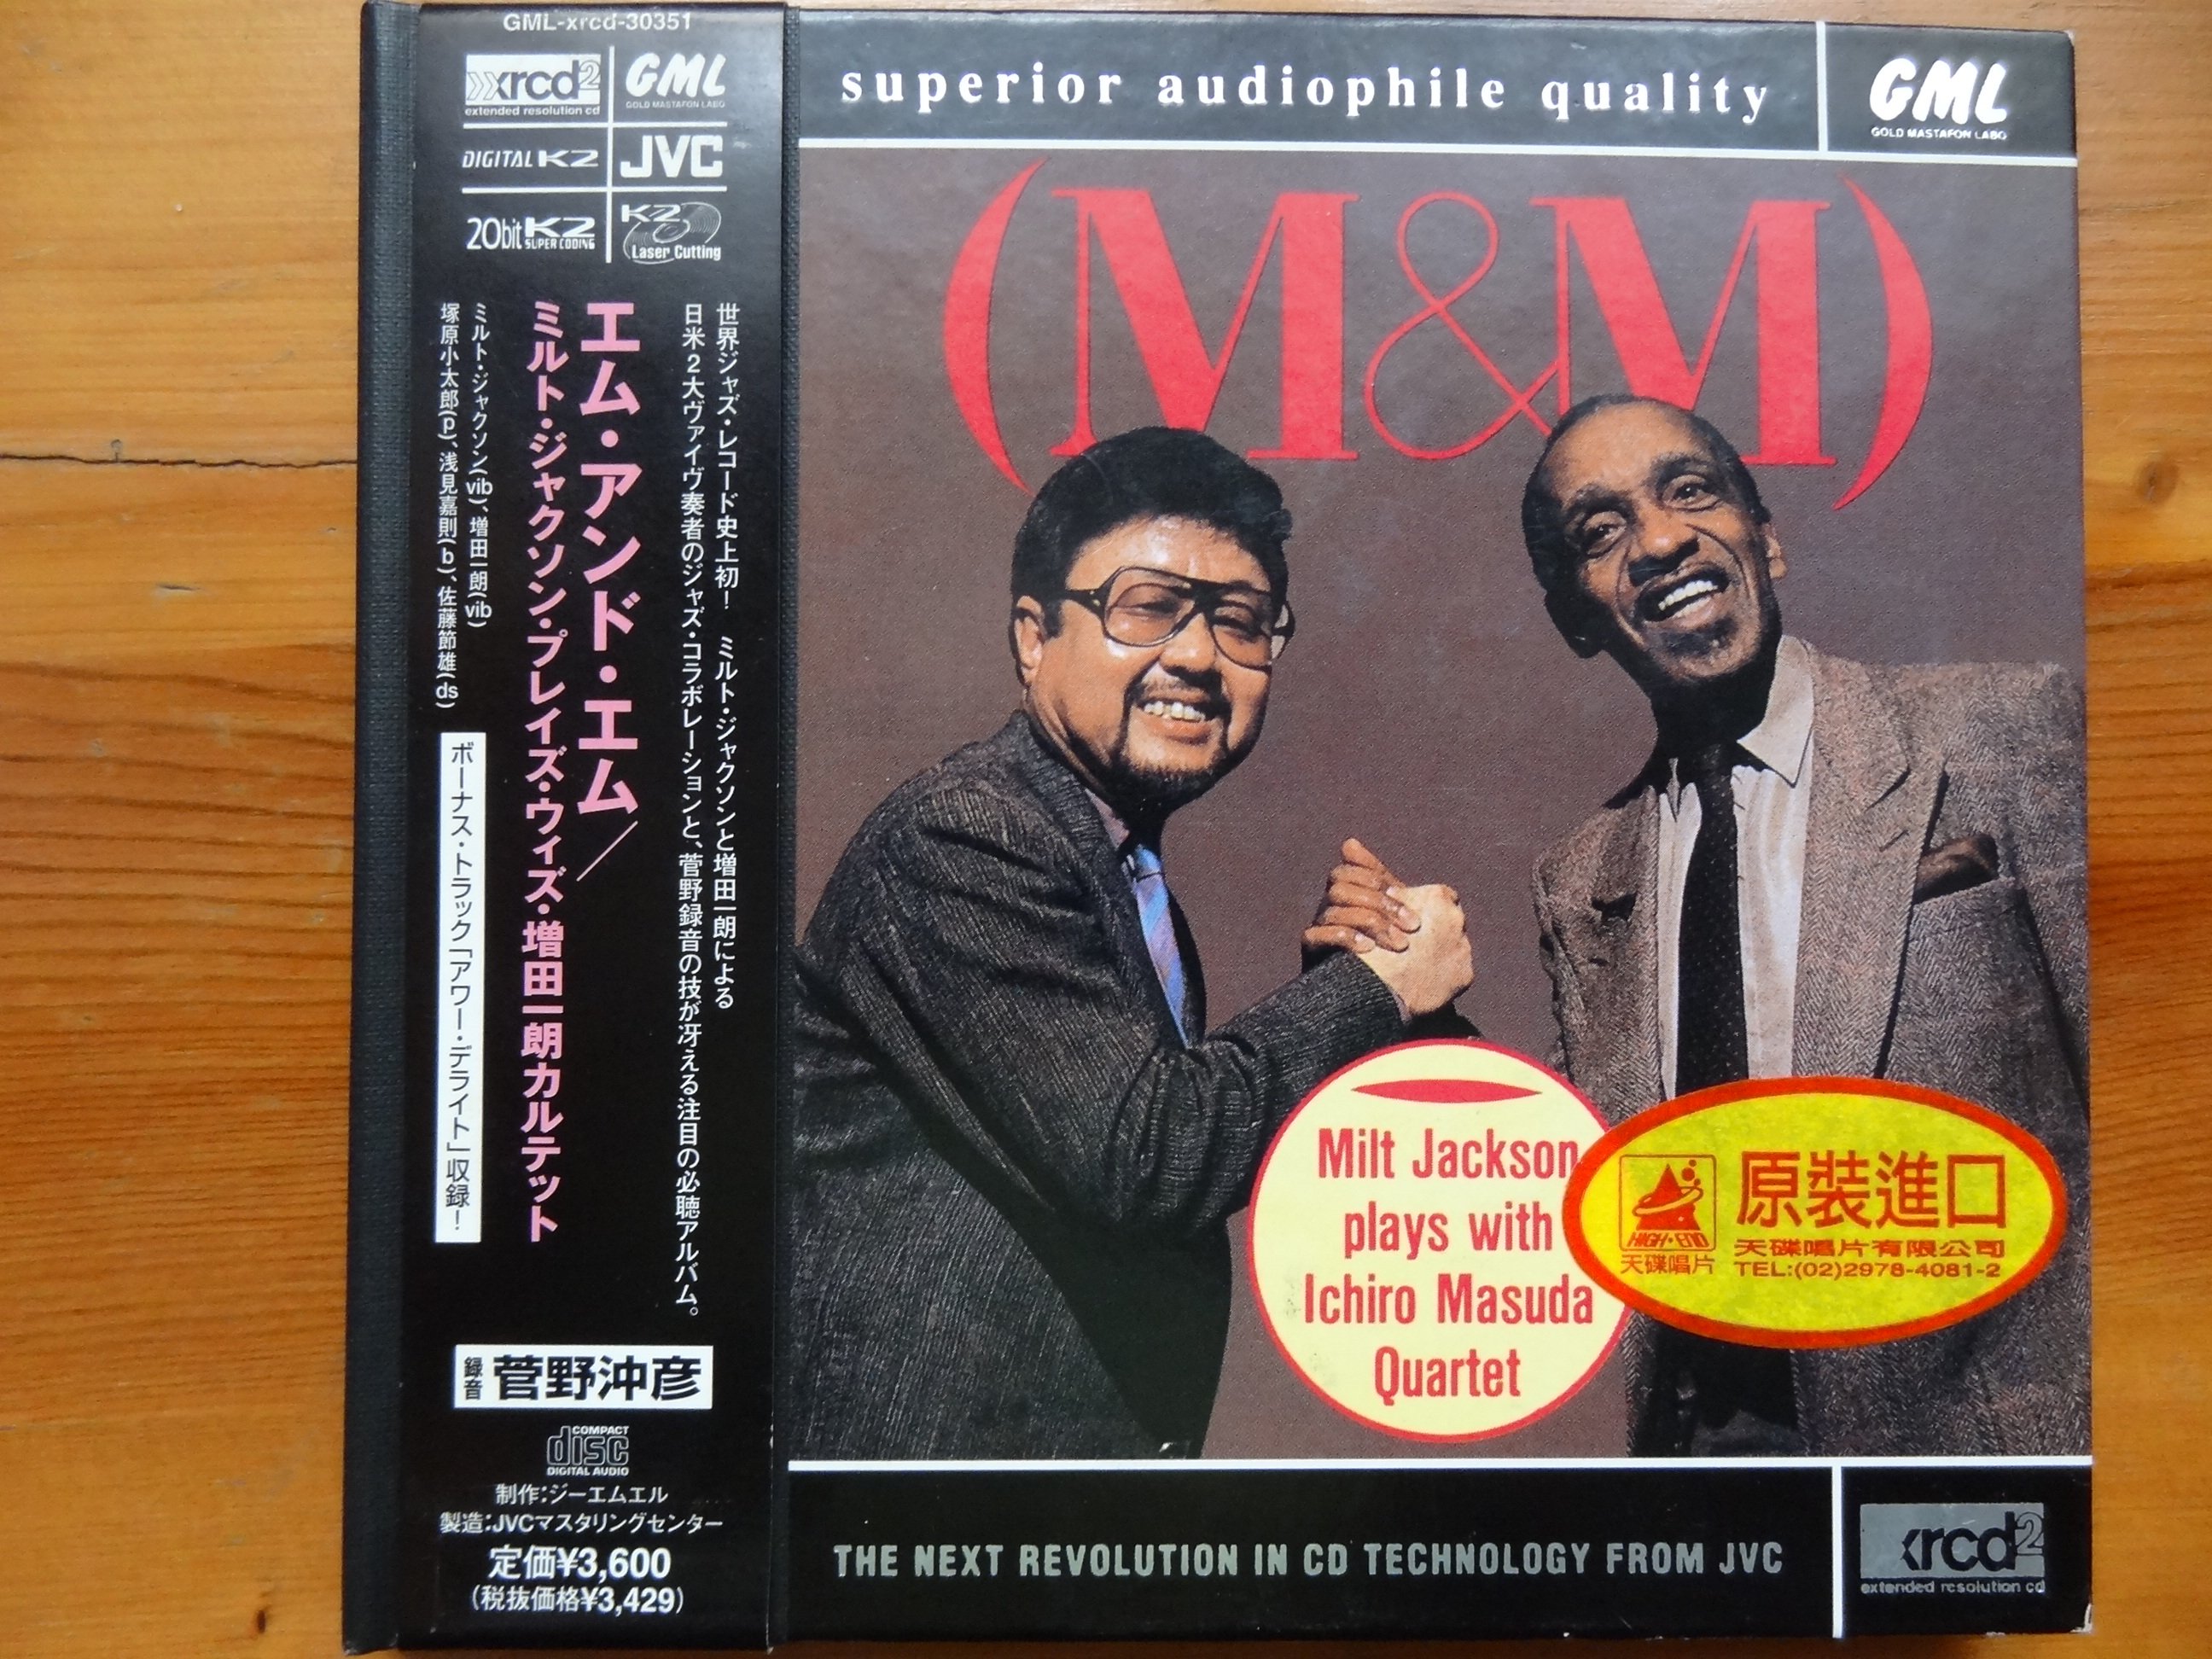 GML-xrcd-30351
xrcd2
extended resolution cd
GML
GOLD MASTAFON LABO
DIGITAL K2
JVC
20bit K2
SUPER CODING
K2
Laser Cutting
世界ジャズ・レコード史上初! ミルト・ジャクソンと増田一朗による
日米2大ヴァイヴ奏者のジャズ・コラボレーションと、菅野録音の技が冴える注目の必聴アルバム。
エム・アンド・エム/
ミルト・ジャクソン・プレイズ・ウィズ・増田一朗カルテット
ミルト・ジャクソン(vib)、増田一朗(vib)
塚原小太郎(p)、浅見嘉則(b)、佐藤節雄(ds)
ボーナス・トラック「アワー・デライト」収録!
録音 菅野沖彦
COMPACT
disc
DIGITAL AUDIO
制作:ジーエムエル
製造:JVCマスタリングセンター
定価¥3,600
(税抜価格¥3,429)
superior audiophile quality
GML
GOLD MASTAFON LABO
(M&M)
Milt Jackson
plays with
Ichiro Masuda
Quartet
HIGH・END
天碟唱片
原裝進口
天碟唱片有限公司
TEL:(02)2978-4081-2
THE NEXT REVOLUTION IN CD TECHNOLOGY FROM JVC
xrcd2
extended resolution cd